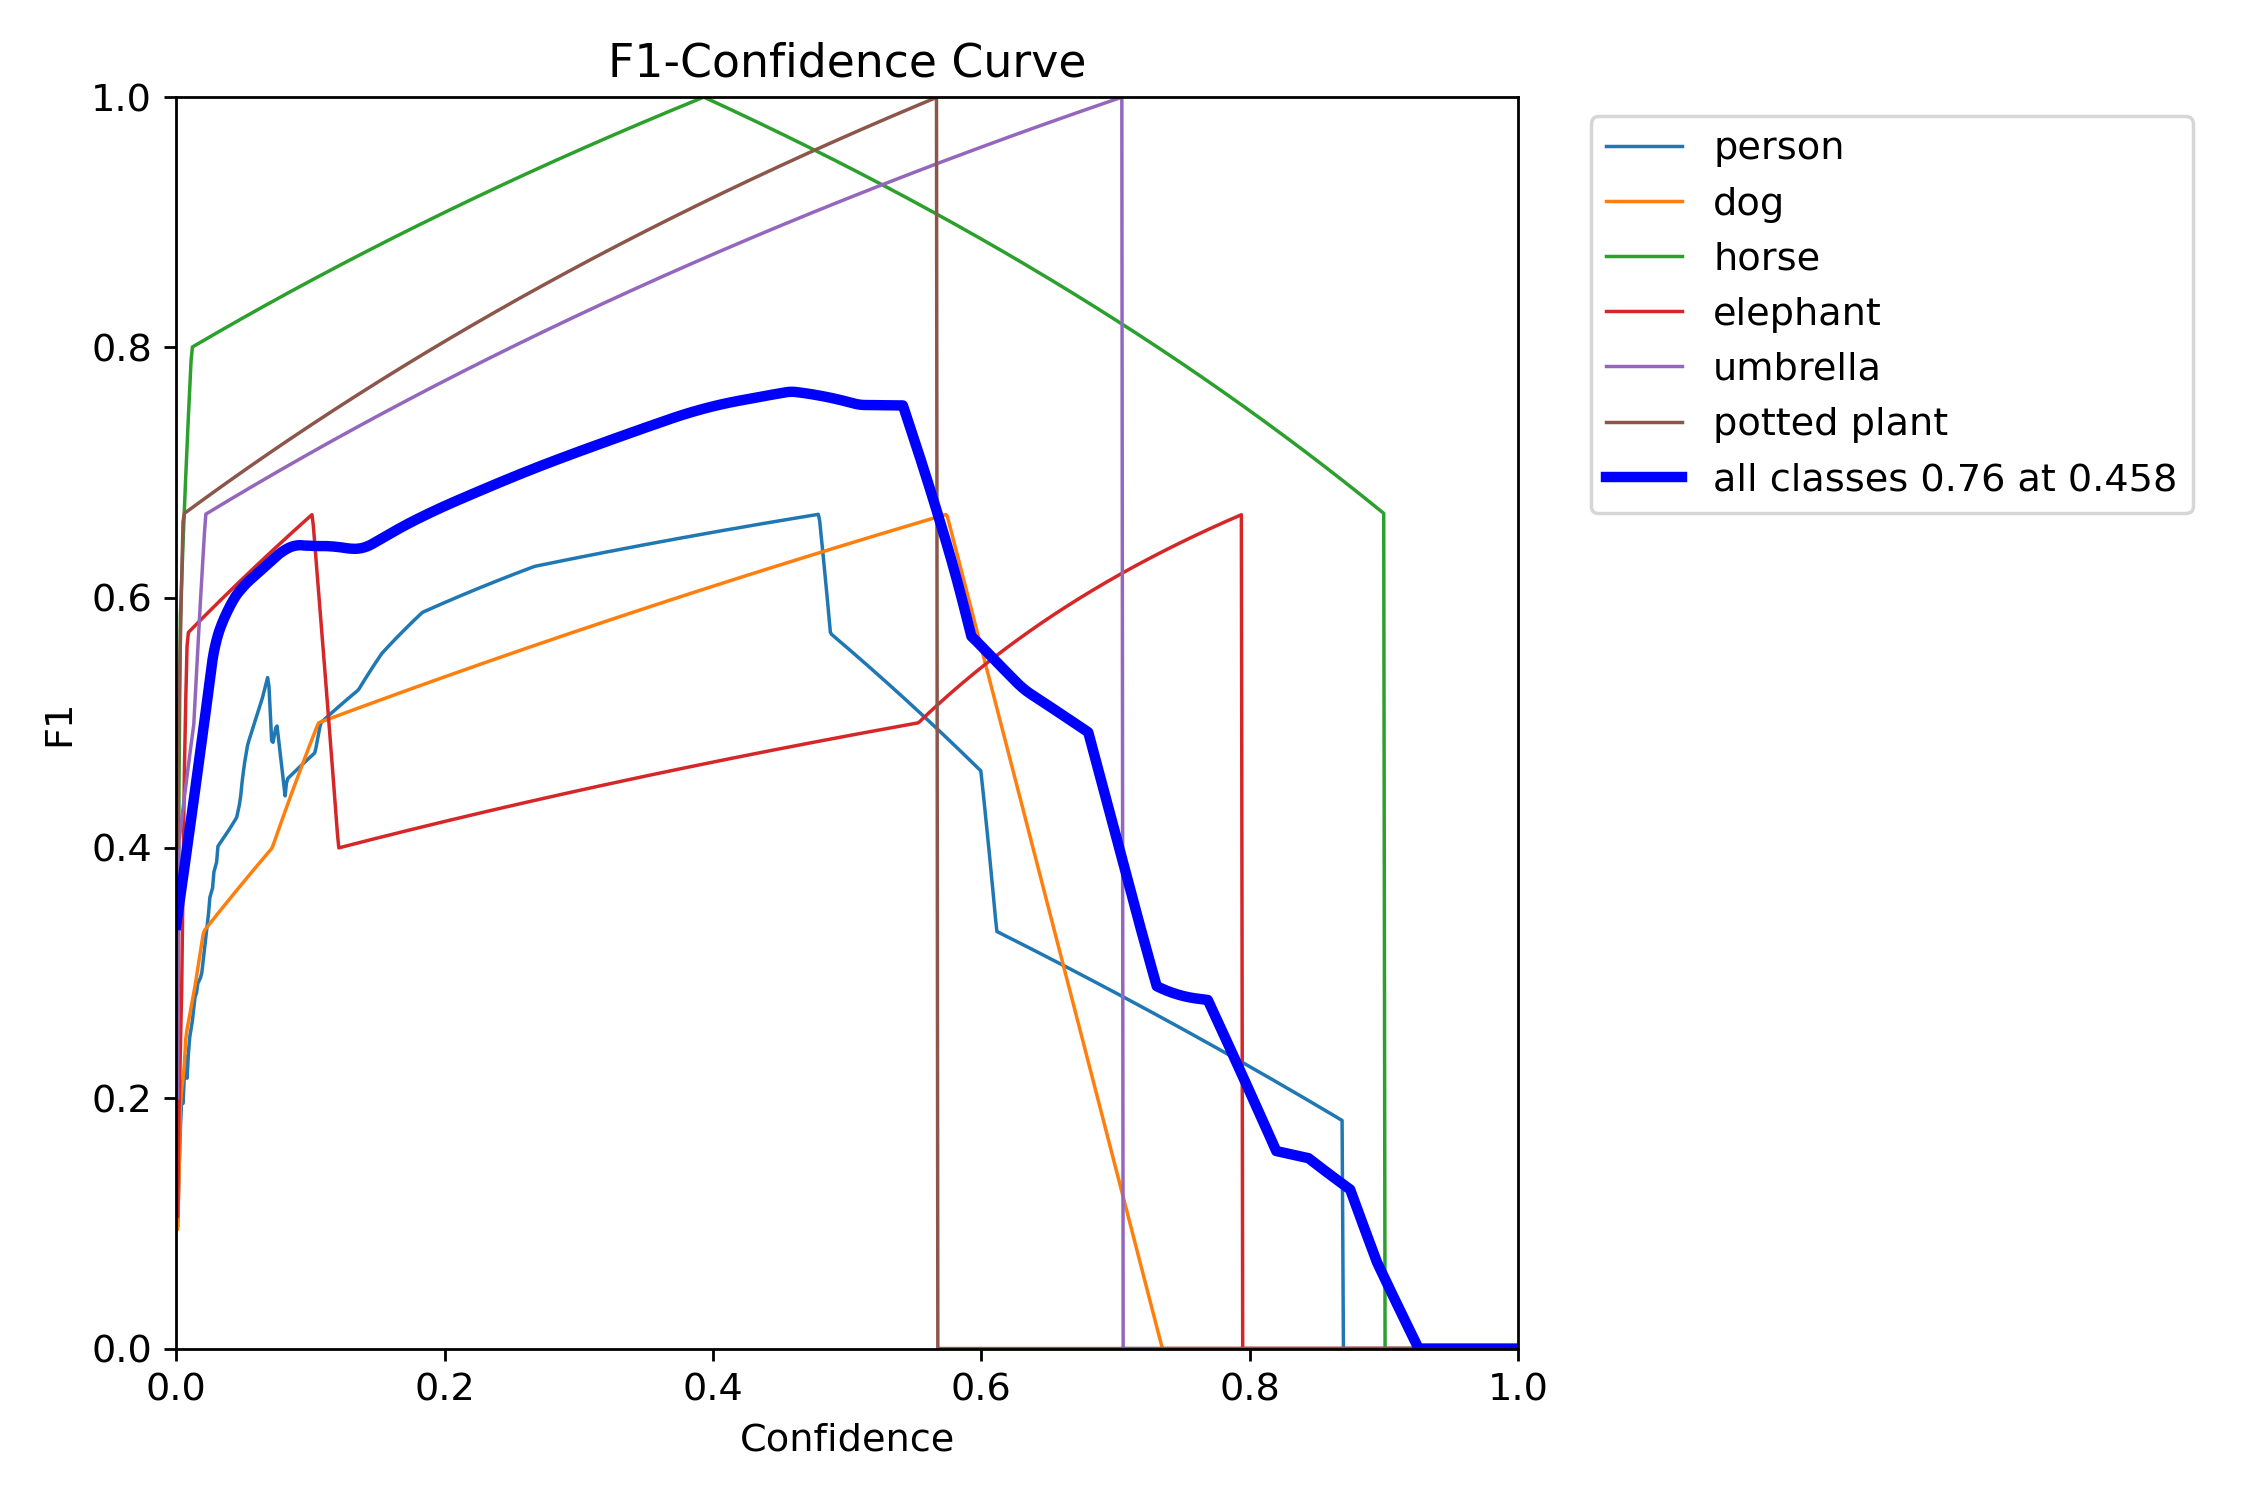 F1-Confidence Curve
1.0
0.8
0.6
0.4
0.2
0.0
F1
0.0 0.2 0.4 0.6 0.8 1.0
Confidence
person
dog
horse
elephant
umbrella
potted plant
all classes 0.76 at 0.458